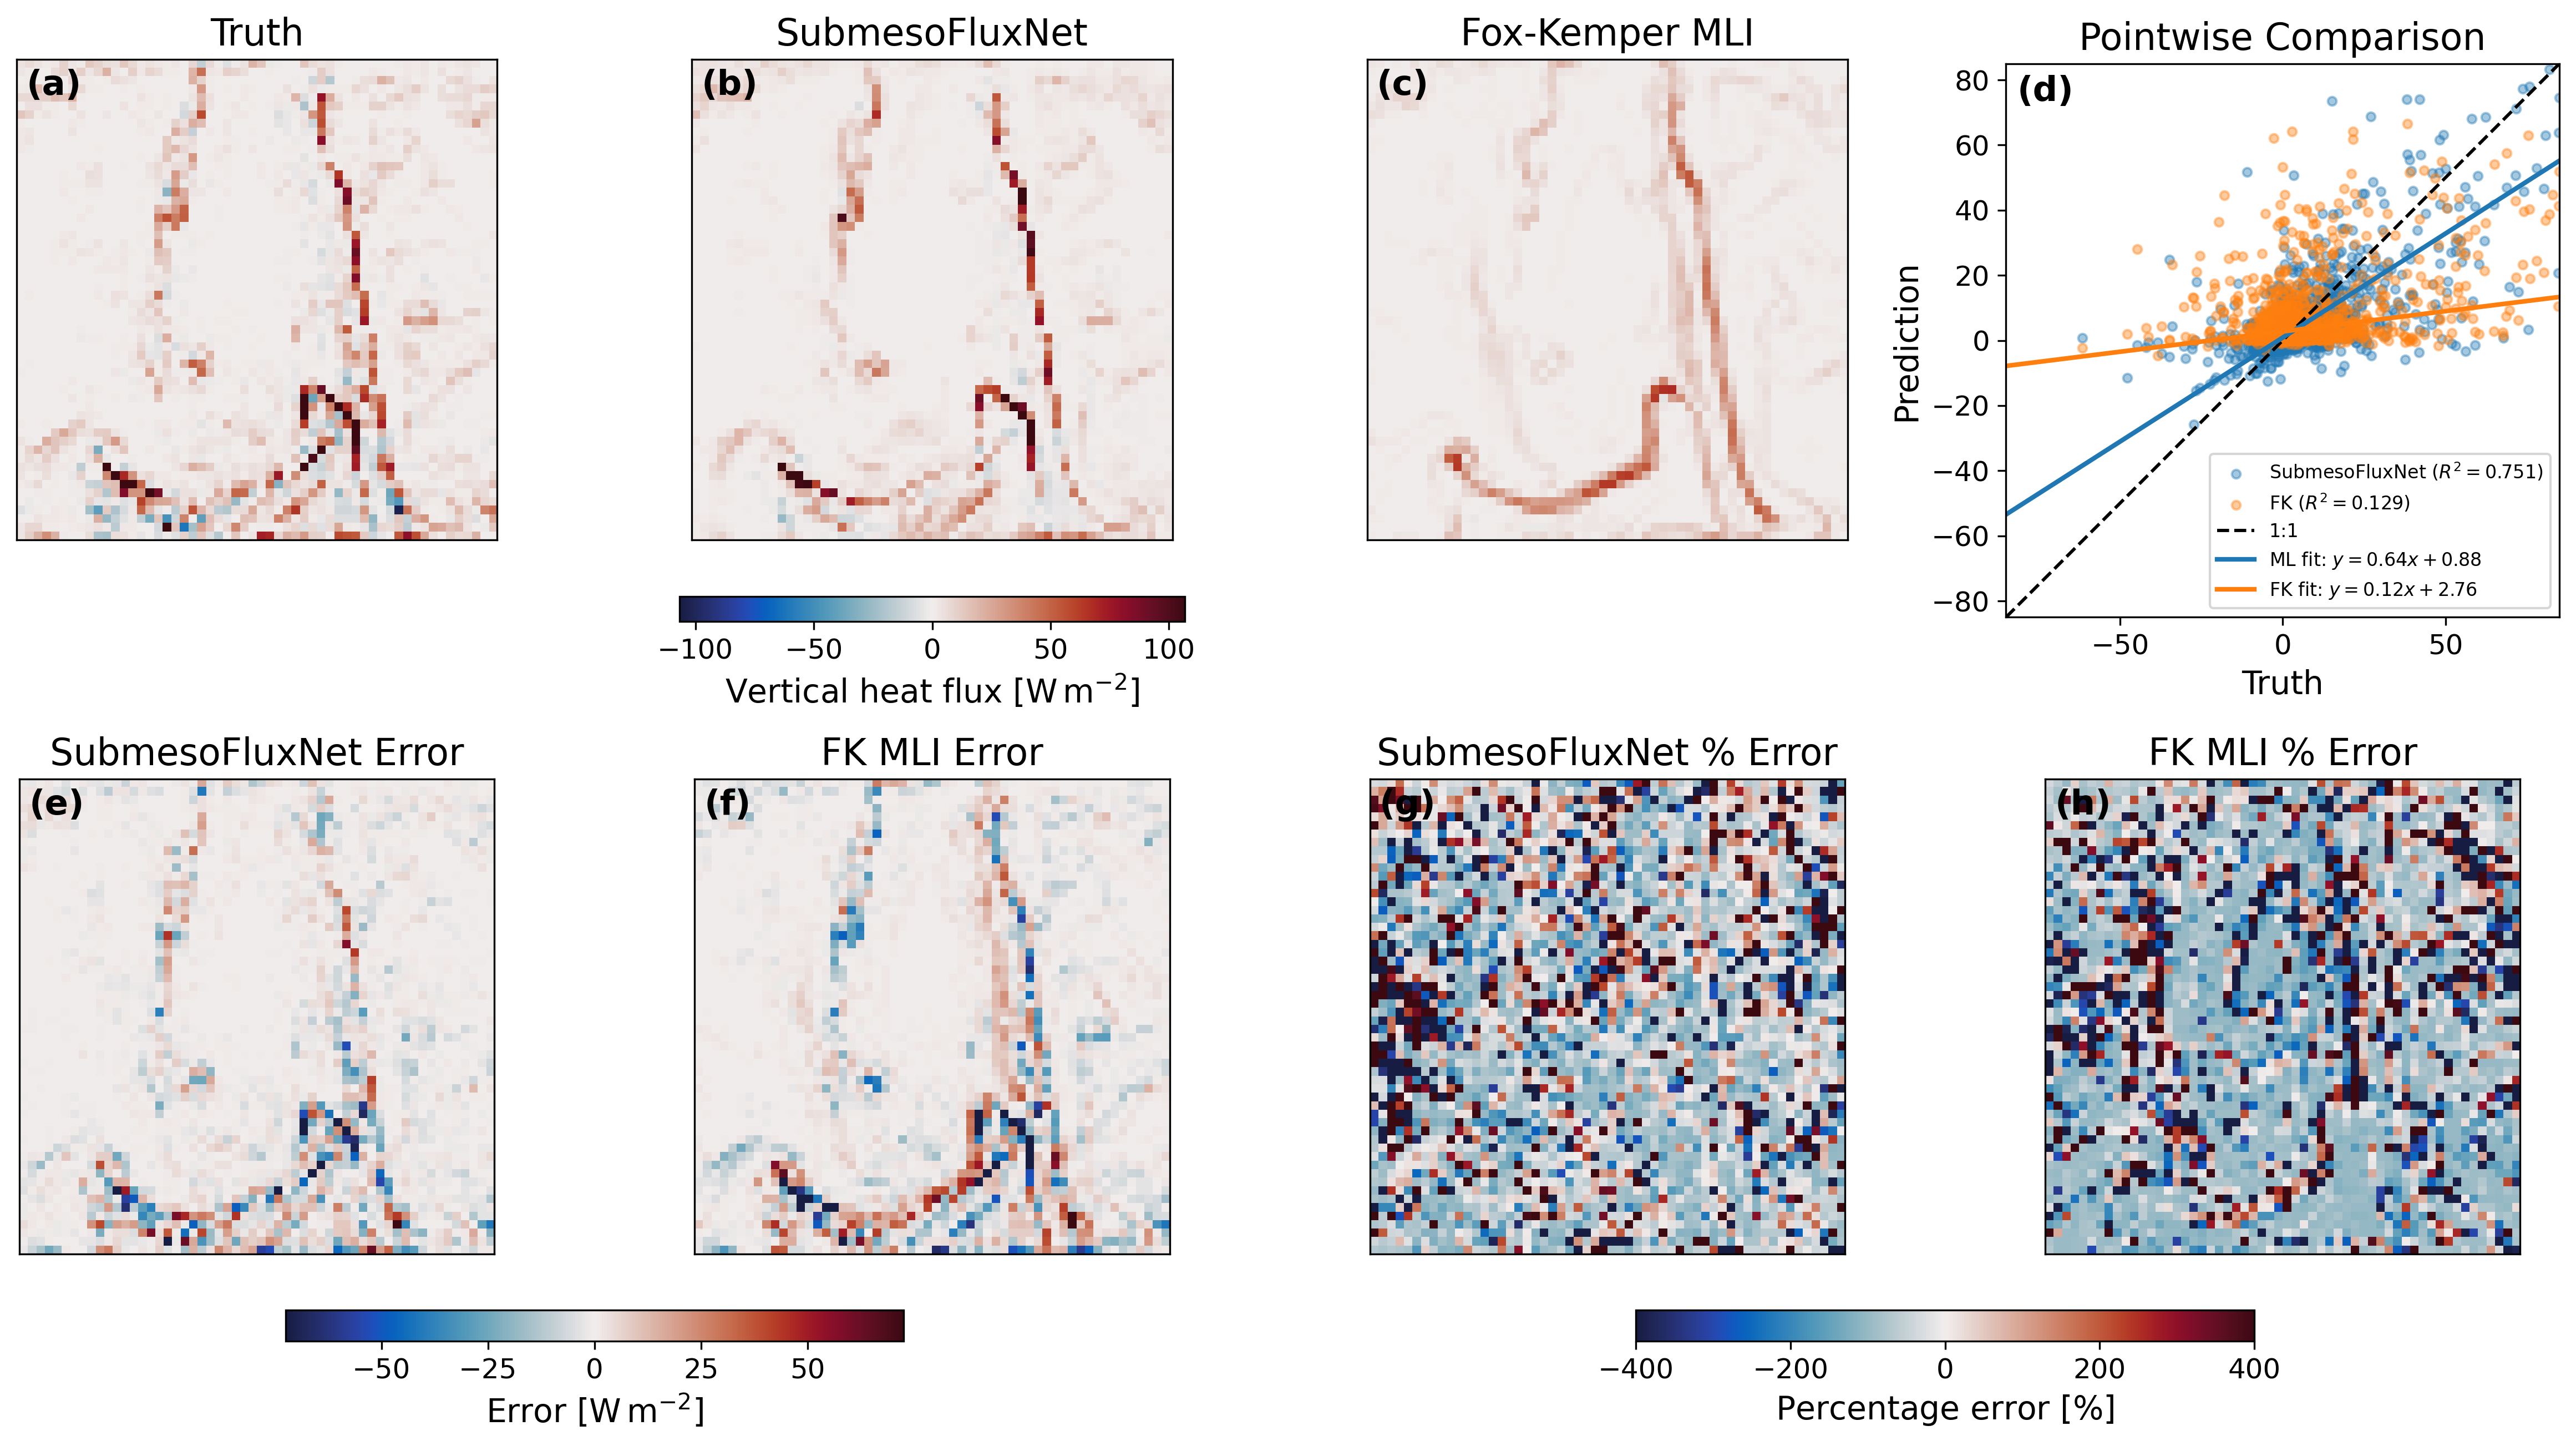 Truth
(a)
SubmesoFluxNet
(b)
Fox-Kemper MLI
(c)
−100 −50 0 50 100
Vertical heat flux [W m⁻²]
Pointwise Comparison
(d)
80
60
40
20
0
−20
−40
−60
−80
Prediction
−50 0 50
Truth
SubmesoFluxNet (R² = 0.751)
FK (R² = 0.129)
1:1
ML fit: y = 0.64x + 0.88
FK fit: y = 0.12x + 2.76
SubmesoFluxNet Error
(e)
FK MLI Error
(f)
SubmesoFluxNet % Error
(g)
FK MLI % Error
(h)
−50 −25 0 25 50
Error [W m⁻²]
−400 −200 0 200 400
Percentage error [%]